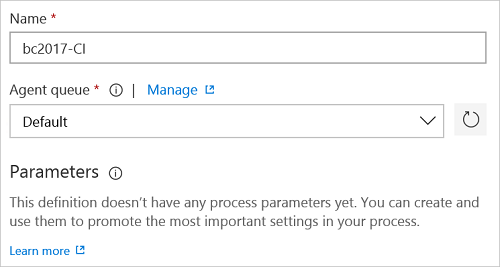 Name *
bc2017-CI
Agent queue * | Manage
Default
Parameters
This definition doesn't have any process parameters yet. You can create and
use them to promote the most important settings in your process.
Learn more